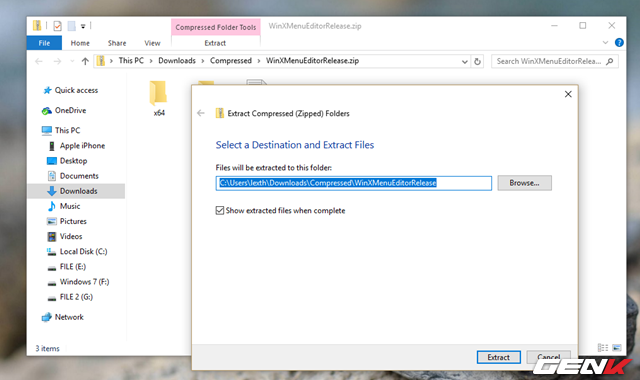 Compressed Folder Tools
WinXMenuEditorRelease.zip
File
Home
Share
View
Extract
This PC
Downloads
Compressed
WinXMenuEditorRelease.zip
Search WinXMenuEditorRelease....
Quick access
OneDrive
This PC
Apple iPhone
Desktop
Documents
Downloads
Music
Pictures
Videos
Local Disk (C:)
FILE (E:)
Windows 7 (F:)
FILE 2 (G:)
Network
3 items
x64
Extract Compressed (Zipped) Folders
Select a Destination and Extract Files
Files will be extracted to this folder:
C:\Users\lexth\Downloads\Compressed\WinXMenuEditorRelease
Browse...
Show extracted files when complete
Extract
Cancel
GENK